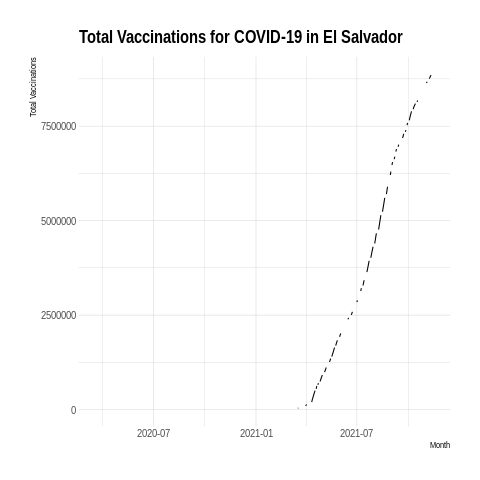 Total Vaccinations for COVID-19 in El Salvador
Total Vaccinations
7500000
5000000
2500000
0
2020-07
2021-01
2021-07
Month